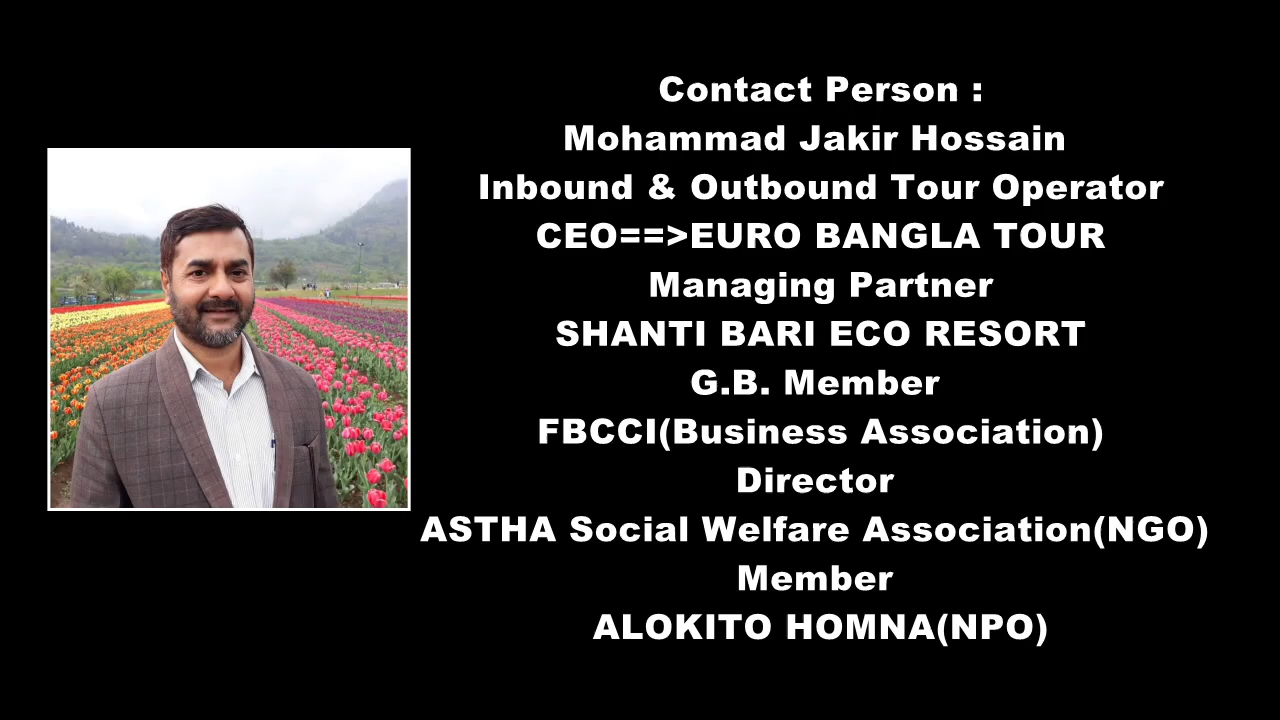 Contact Person :
Mohammad Jakir Hossain
Inbound & Outbound Tour Operator
CEO==>EURO BANGLA TOUR
Managing Partner
SHANTI BARI ECO RESORT
G.B. Member
FBCCI(Business Association)
Director
ASTHA Social Welfare Association(NGO)
Member
ALOKITO HOMNA(NPO)